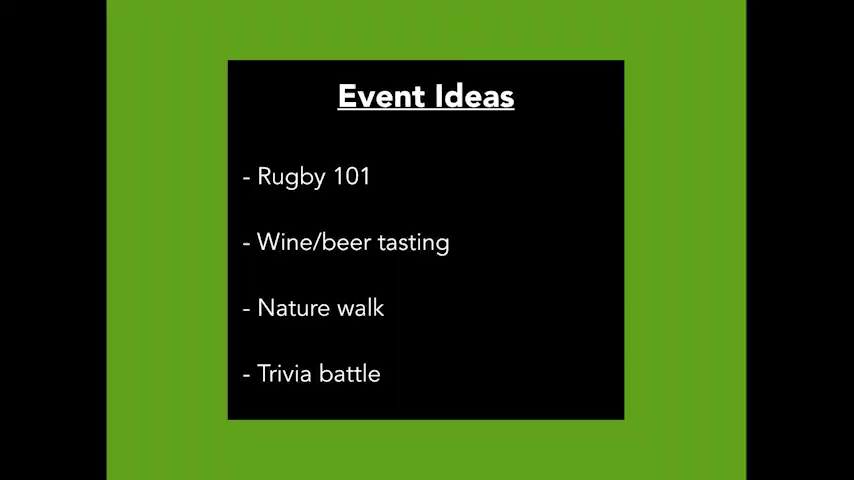 Event Ideas
- Rugby 101
- Wine/beer tasting
- Nature walk
- Trivia battle